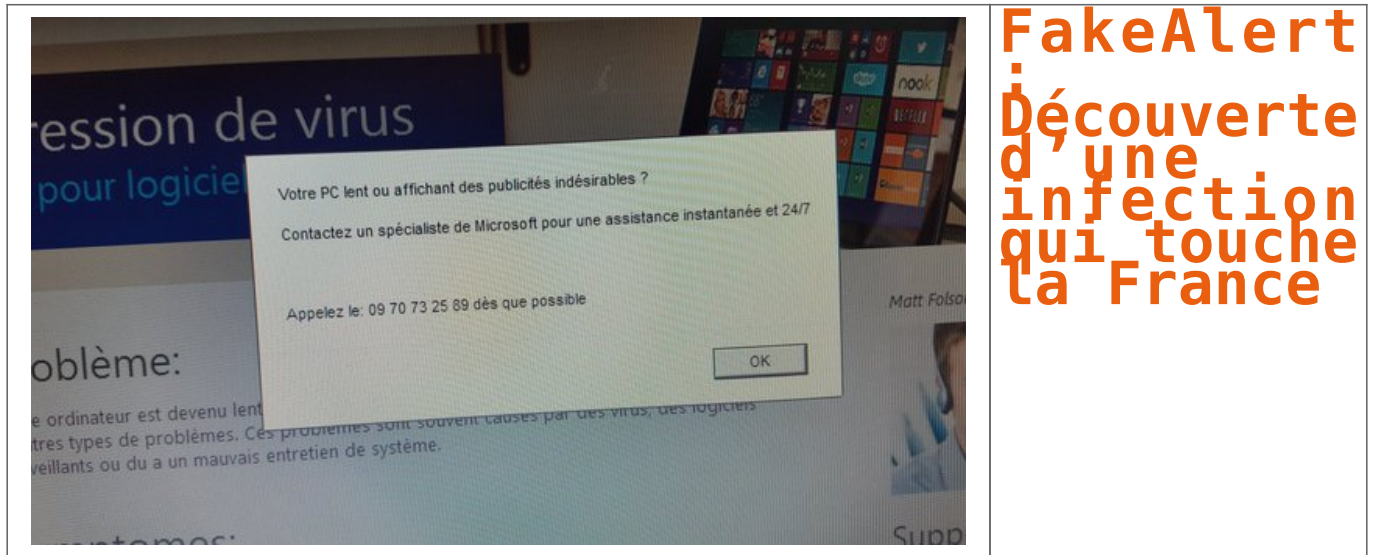 ression de virus
pour logiciel
nook
Votre PC lent ou affichant des publicités indésirables ?
Contactez un spécialiste de Microsoft pour une assistance instantanée et 24/7
Appelez le: 09 70 73 25 89 dès que possible
OK
Matt Folso
oblème:
e ordinateur est devenu lent
tres types de problèmes. Ces problèmes sont souvent causés par des virus, des logiciels
veillants ou du a un mauvais entretien de système.
mptomes:
Supp
FakeAlert
:
Découverte
d’une
infection
qui touche
la France